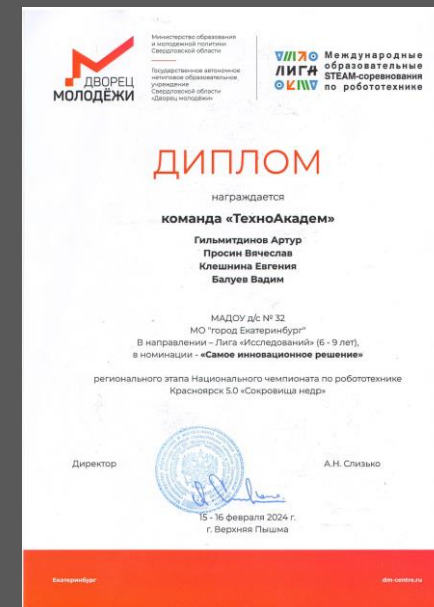 ДВОРЕЦ
МОЛОДЁЖИ
Министерство образования
и молодежной политики
Свердловской области
Государственное автономное
нетиповое образовательное
учреждение
Свердловской области
«Дворец молодёжи»
ЛИГА
Международные
образовательные
STEAM-соревнования
по робототехнике
ДИПЛОМ
награждается
команда «ТехноАкадем»
Гильмитдинов Артур
Просин Вячеслав
Клешнина Евгения
Балуев Вадим
МАДОУ д/с № 32
МО "город Екатеринбург"
В направлении – Лига «Исследований» (6 - 9 лет),
в номинации - «Самое инновационное решение»
регионального этапа Национального чемпионата по робототехнике
Красноярск 5.0 «Сокровища недр»
Директор
А.Н. Слизько
15 - 16 февраля 2024 г.
г. Верхняя Пышма
Екатеринбург
dm-centre.ru